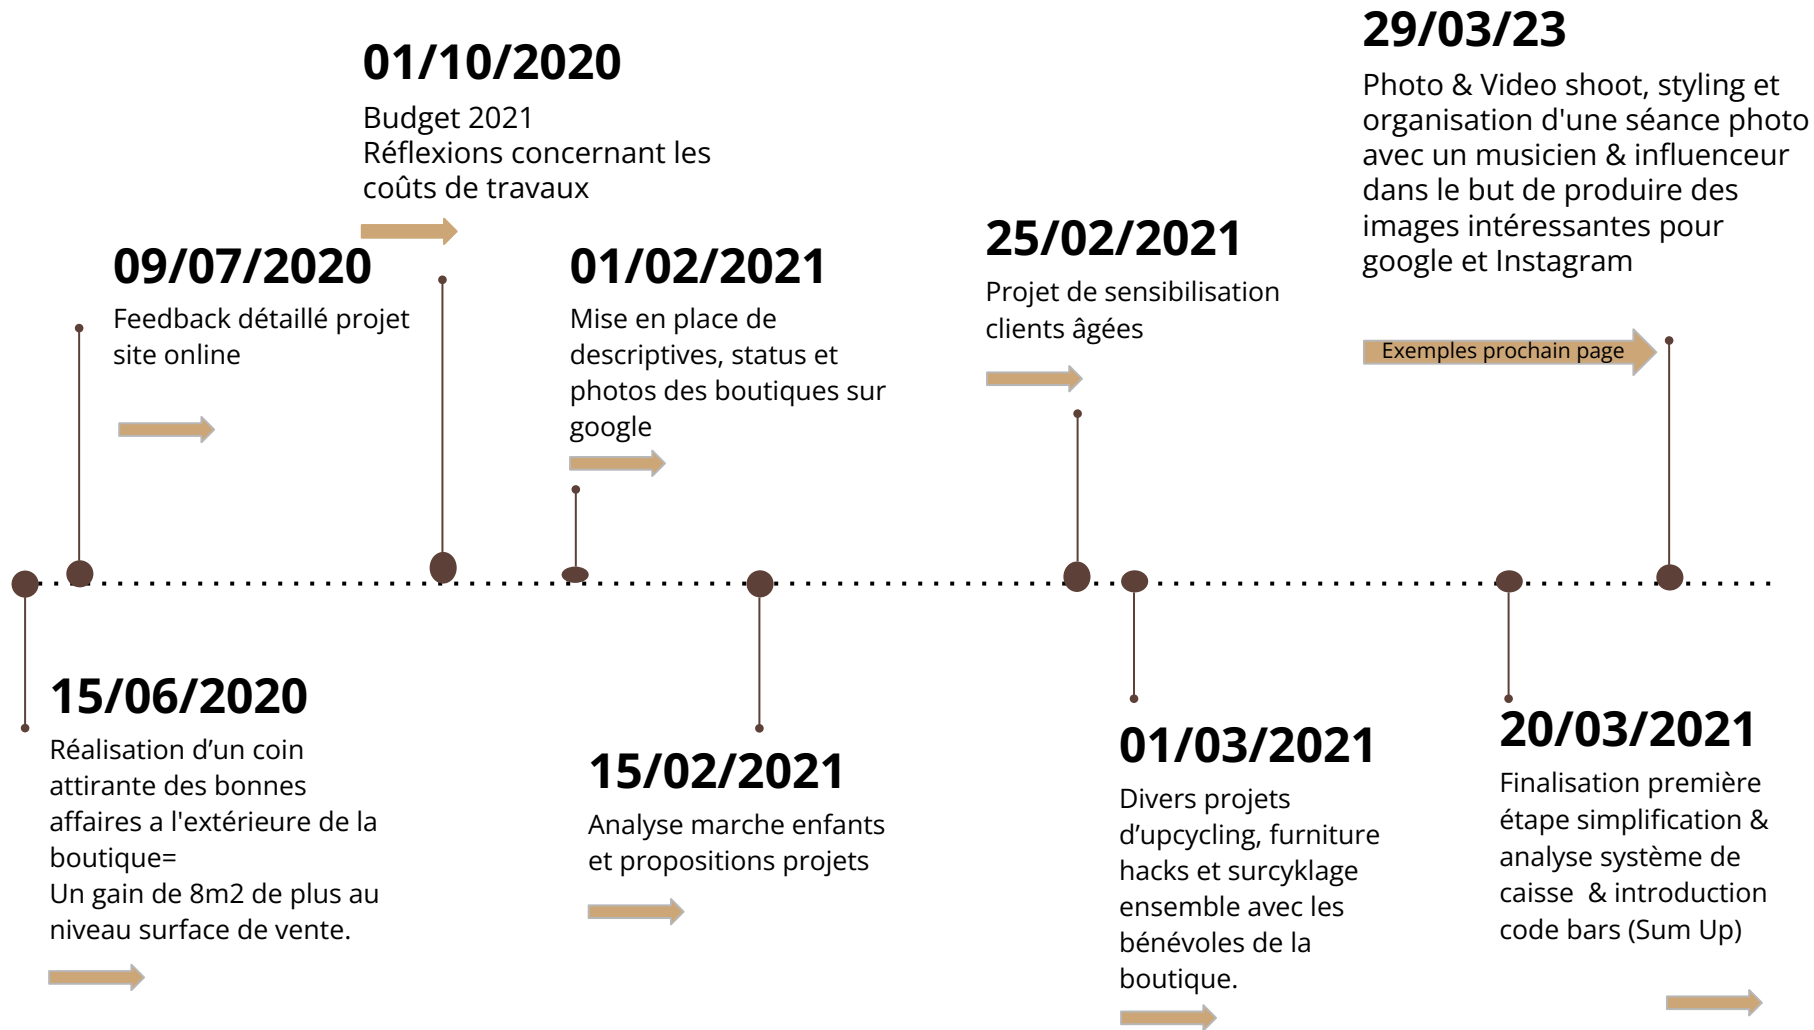 01/10/2020
Budget 2021
Réflexions concernant les
coûts de travaux
29/03/23
Photo & Video shoot, styling et
organisation d'une séance photo
avec un musicien & influenceur
dans le but de produire des
images intéressantes pour
google et Instagram
Exemples prochain page
09/07/2020
Feedback détaillé projet
site online
01/02/2021
Mise en place de
descriptives, status et
photos des boutiques sur
google
25/02/2021
Projet de sensibilisation
clients âgées
15/06/2020
Réalisation d’un coin
attirante des bonnes
affaires a l'extérieure de la
boutique=
Un gain de 8m2 de plus au
niveau surface de vente.
15/02/2021
Analyse marche enfants
et propositions projets
01/03/2021
Divers projets
d’upcycling, furniture
hacks et surcyklage
ensemble avec les
bénévoles de la
boutique.
20/03/2021
Finalisation première
étape simplification &
analyse système de
caisse  & introduction
code bars (Sum Up)